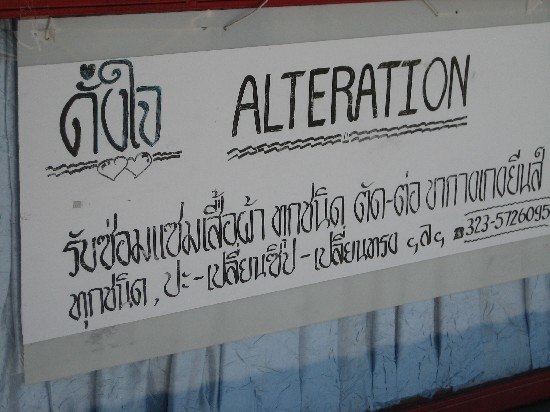 ดั่งใจ ALTERATION
รับซ่อมแซมเสื้อผ้า ทุกชนิด ตัด-ต่อ ขากางเกงยีนส์
ทุกชนิด, ปะ-เปลี่ยนซิป-เปลี่ยนทรง ฯลฯ ☎323-5726095